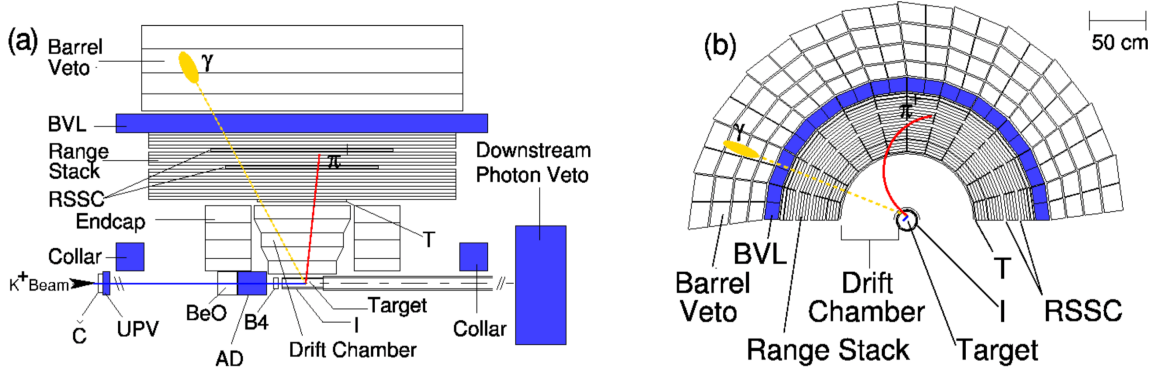 (a)
Barrel
Veto
γ
BVL
Range
Stack
RSSC
Endcap
π
T
Downstream
Photon Veto
Collar
K+Beam
Č
UPV
BeO
AD
B4
I
Target
Drift Chamber
Collar
(b)
50 cm
γ
π+
BVL
Barrel
Veto
Drift
Chamber
Range Stack
Target
T
I
RSSC